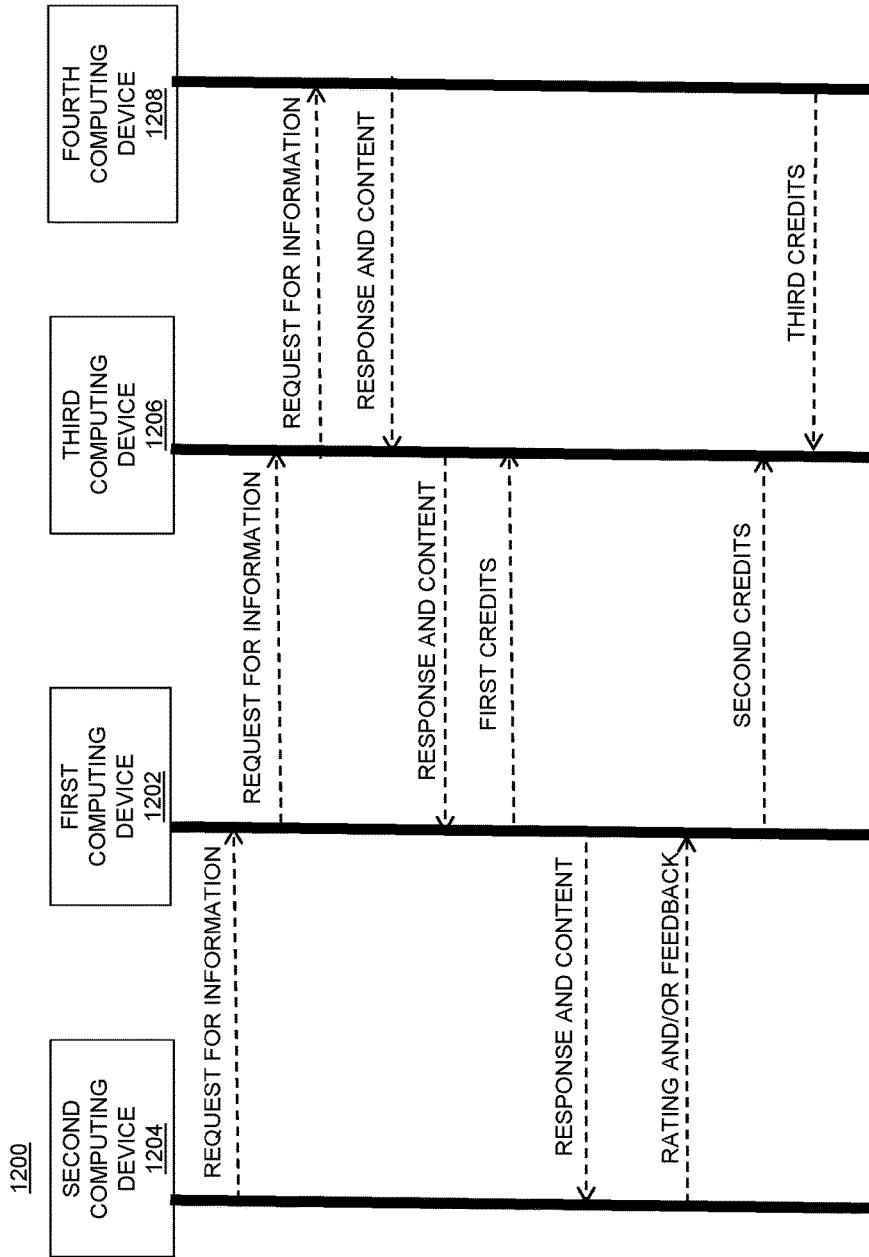 1200
SECOND
COMPUTING
DEVICE
1204
FIRST
COMPUTING
DEVICE
1202
THIRD
COMPUTING
DEVICE
1206
FOURTH
COMPUTING
DEVICE
1208
REQUEST FOR INFORMATION
REQUEST FOR INFORMATION
REQUEST FOR INFORMATION
RESPONSE AND CONTENT
RESPONSE AND CONTENT
FIRST CREDITS
RESPONSE AND CONTENT
RATING AND/OR FEEDBACK
SECOND CREDITS
THIRD CREDITS